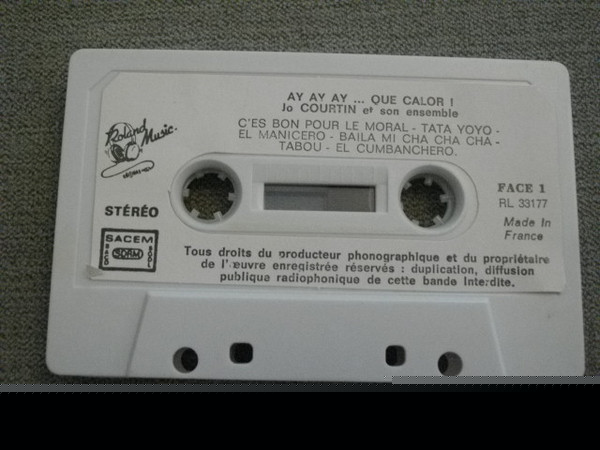 AY AY AY ... QUE CALOR !
Jo COURTIN et son ensemble
C'ES BON POUR LE MORAL - TATA YOYO -
EL MANICERO - BAILA MI CHA CHA CHA -
TABOU - EL CUMBANCHERO.
Roland
Music.
FACE 1
RL 33177
STÉRÉO
Made In
France
SACEM
SDRM
Tous droits du producteur phonographique et du propriétaire
de l'œuvre enregistrée réservés : duplication, diffusion
publique radiophonique de cette bande Interdite.